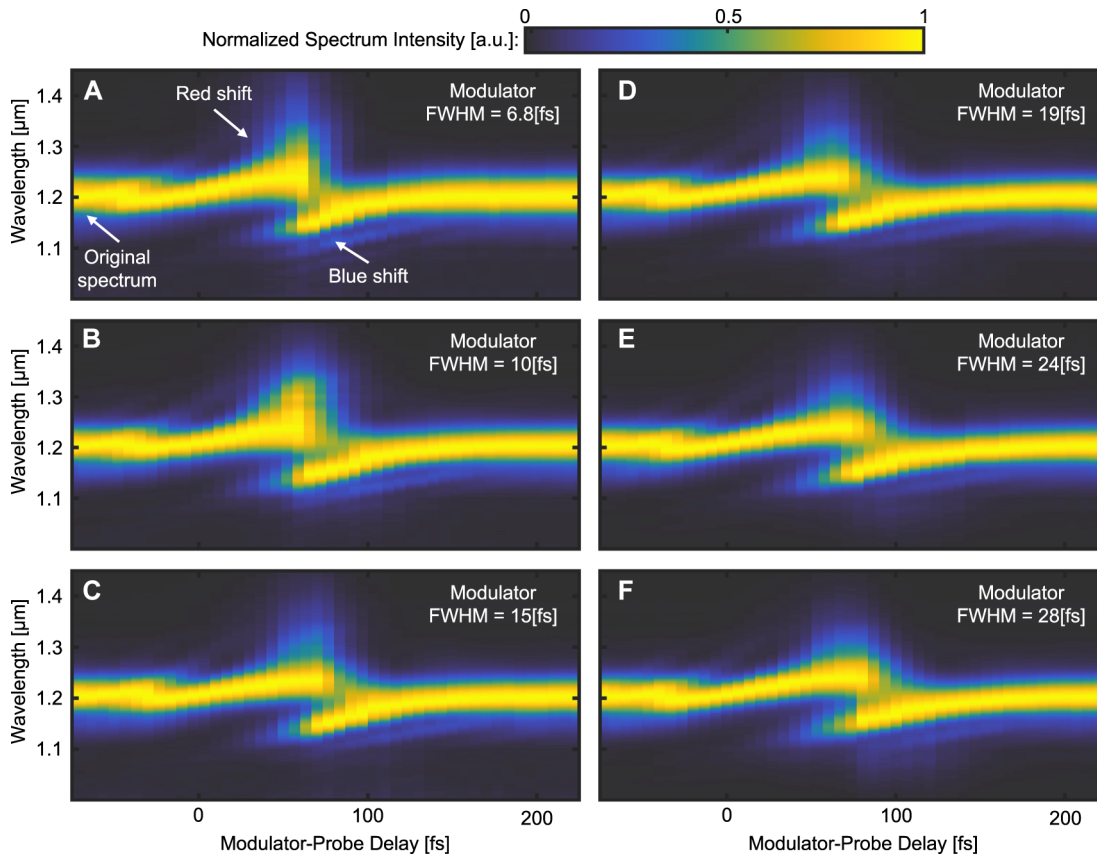 0 0.5 1
Normalized Spectrum Intensity [a.u.]:
A
Red shift
Modulator
FWHM = 6.8[fs]
Original
spectrum
Blue shift
1.4
1.3
1.2
1.1
Wavelength [µm]
D
Modulator
FWHM = 19[fs]
B
Modulator
FWHM = 10[fs]
1.4
1.3
1.2
1.1
Wavelength [µm]
E
Modulator
FWHM = 24[fs]
C
Modulator
FWHM = 15[fs]
1.4
1.3
1.2
1.1
Wavelength [µm]
0 100 200
Modulator-Probe Delay [fs]
F
Modulator
FWHM = 28[fs]
0 100 200
Modulator-Probe Delay [fs]